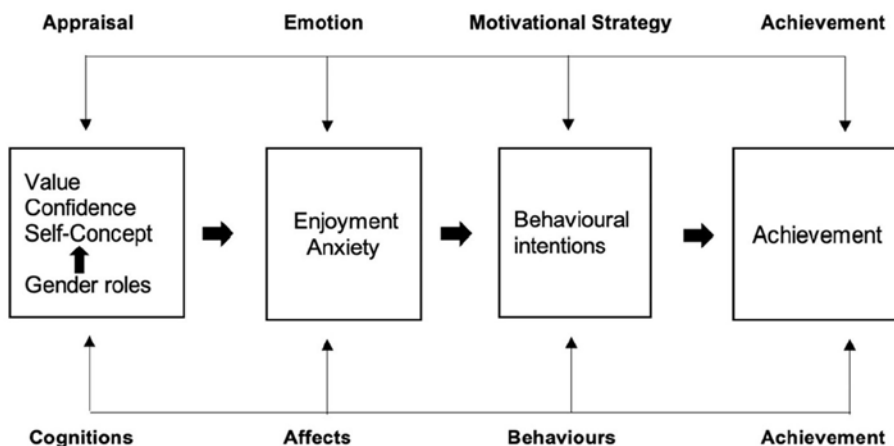 Appraisal Emotion Motivational Strategy Achievement
Value
Confidence
Self-Concept
Gender roles
Enjoyment
Anxiety
Behavioural
intentions
Achievement
Cognitions Affects Behaviours Achievement